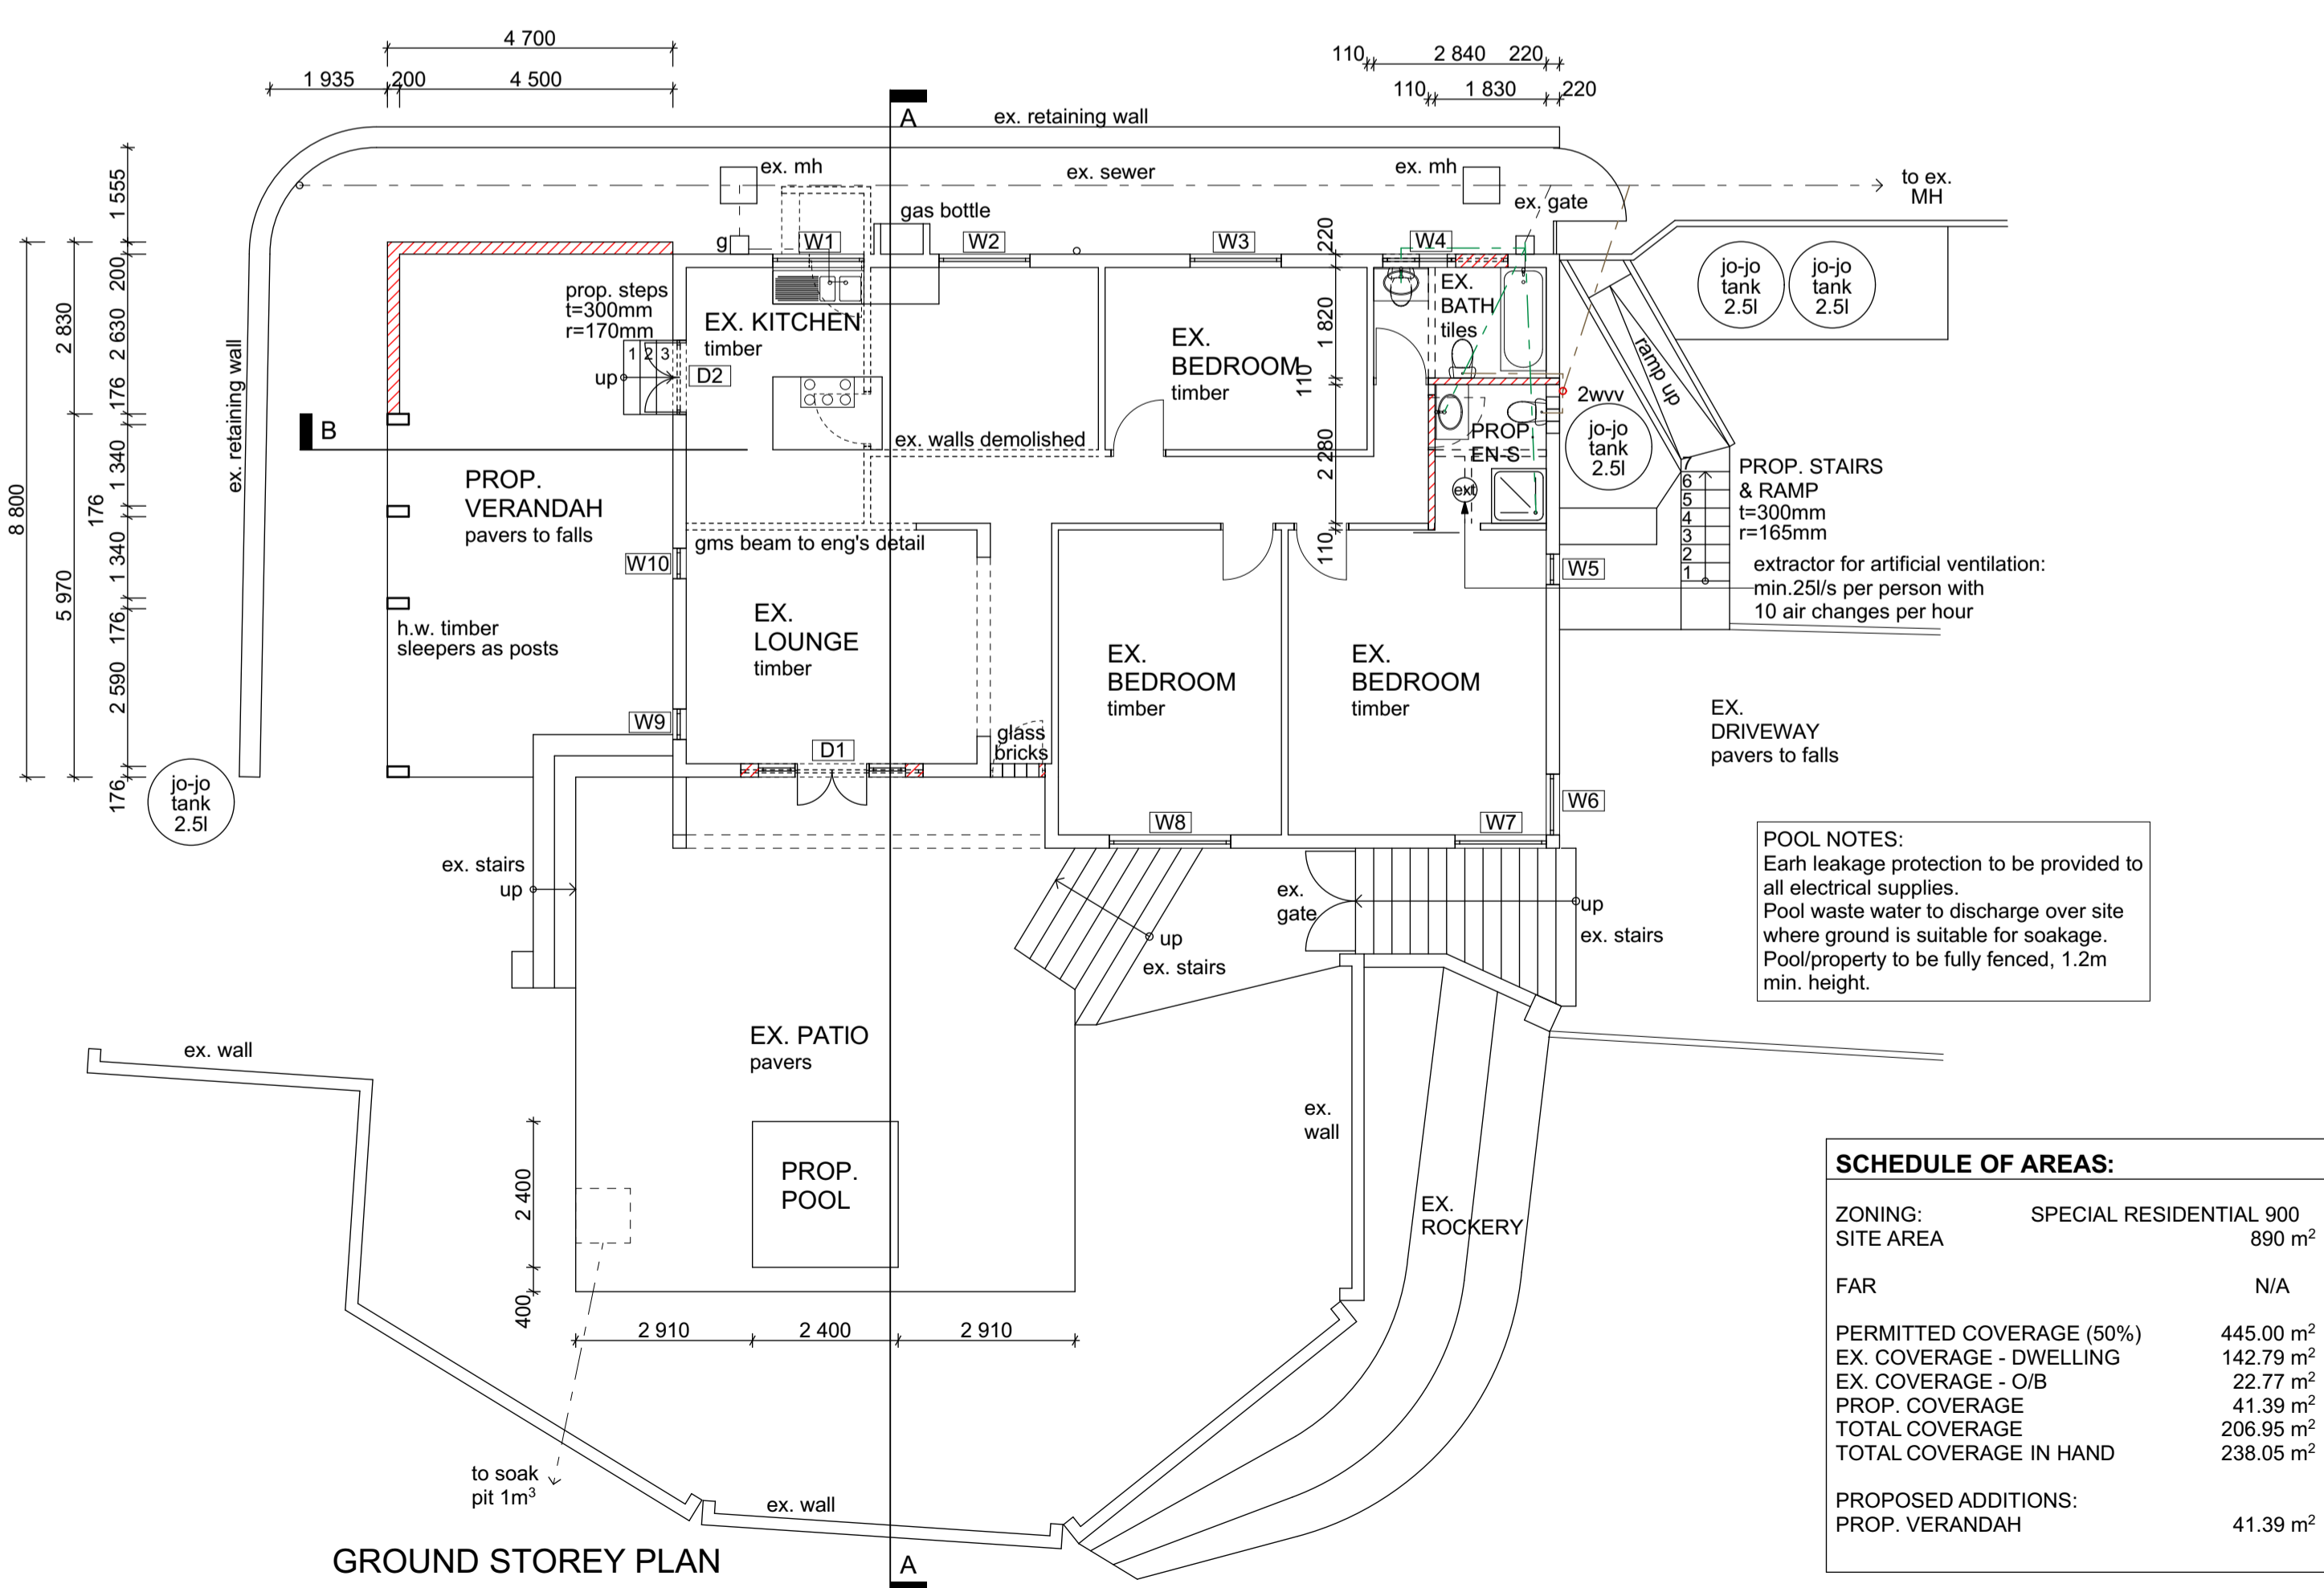 4 700
1 935
200
4 500
110
2 840
220
110
1 830
220
A
ex. retaining wall
ex. mh
ex. sewer
ex. mh
to ex.
MH
ex. gate
gas bottle
g
W1
W2
W3
W4
220
1 555
200
2 630
176
1 340
176
1 340
176
2 590
176
2 830
5 970
8 800
ex. retaining wall
prop. steps
t=300mm
r=170mm
1 2 3
up
D2
EX. KITCHEN
timber
EX.
BEDROOM
timber
1 820
110
2 280
110
EX.
BATH
tiles
jo-jo
tank
2.5l
jo-jo
tank
2.5l
ramp up
2wvv
jo-jo
tank
2.5l
B
ex. walls demolished
PROP.
EN-S
ext
PROP.
VERANDAH
pavers to falls
gms beam to eng's detail
7
6
5
4
3
2
1
PROP. STAIRS
& RAMP
t=300mm
r=165mm
extractor for artificial ventilation:
min.25l/s per person with
10 air changes per hour
W10
W5
h.w. timber
sleepers as posts
EX.
LOUNGE
timber
EX.
BEDROOM
timber
EX.
BEDROOM
timber
EX.
DRIVEWAY
pavers to falls
W9
D1
glass
bricks
W6
W8
W7
jo-jo
tank
2.5l
ex. stairs
up
up
ex. stairs
ex.
gate
up
ex. stairs
POOL NOTES:
Earh leakage protection to be provided to
all electrical supplies.
Pool waste water to discharge over site
where ground is suitable for soakage.
Pool/property to be fully fenced, 1.2m
min. height.
EX. PATIO
pavers
ex. wall
ex.
wall
PROP.
POOL
2 400
400
2 910
2 400
2 910
EX.
ROCKERY
to soak
pit 1m³
ex. wall
GROUND STOREY PLAN
A
SCHEDULE OF AREAS:
ZONING: SPECIAL RESIDENTIAL 900
SITE AREA 890 m²
FAR N/A
PERMITTED COVERAGE (50%) 445.00 m²
EX. COVERAGE - DWELLING 142.79 m²
EX. COVERAGE - O/B 22.77 m²
PROP. COVERAGE 41.39 m²
TOTAL COVERAGE 206.95 m²
TOTAL COVERAGE IN HAND 238.05 m²
PROPOSED ADDITIONS:
PROP. VERANDAH 41.39 m²